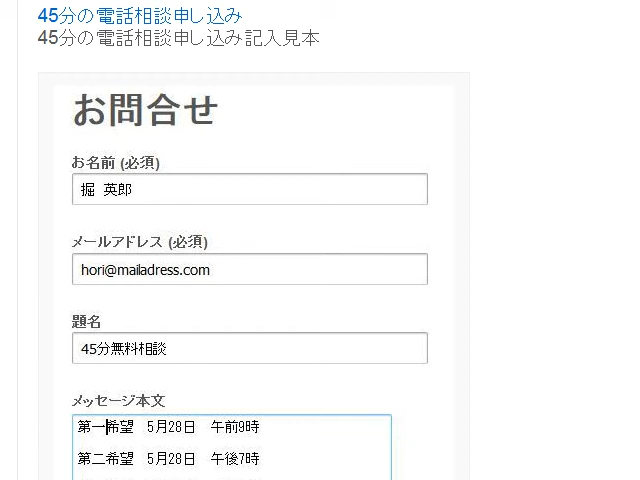 45分の電話相談申し込み
45分の電話相談申し込み記入見本
お問合せ
お名前 (必須)
掘 英郎
メールアドレス (必須)
hori@mailadress.com
題名
45分無料相談
メッセージ本文
第一希望 5月28日 午前9時
第二希望 5月28日 午後7時